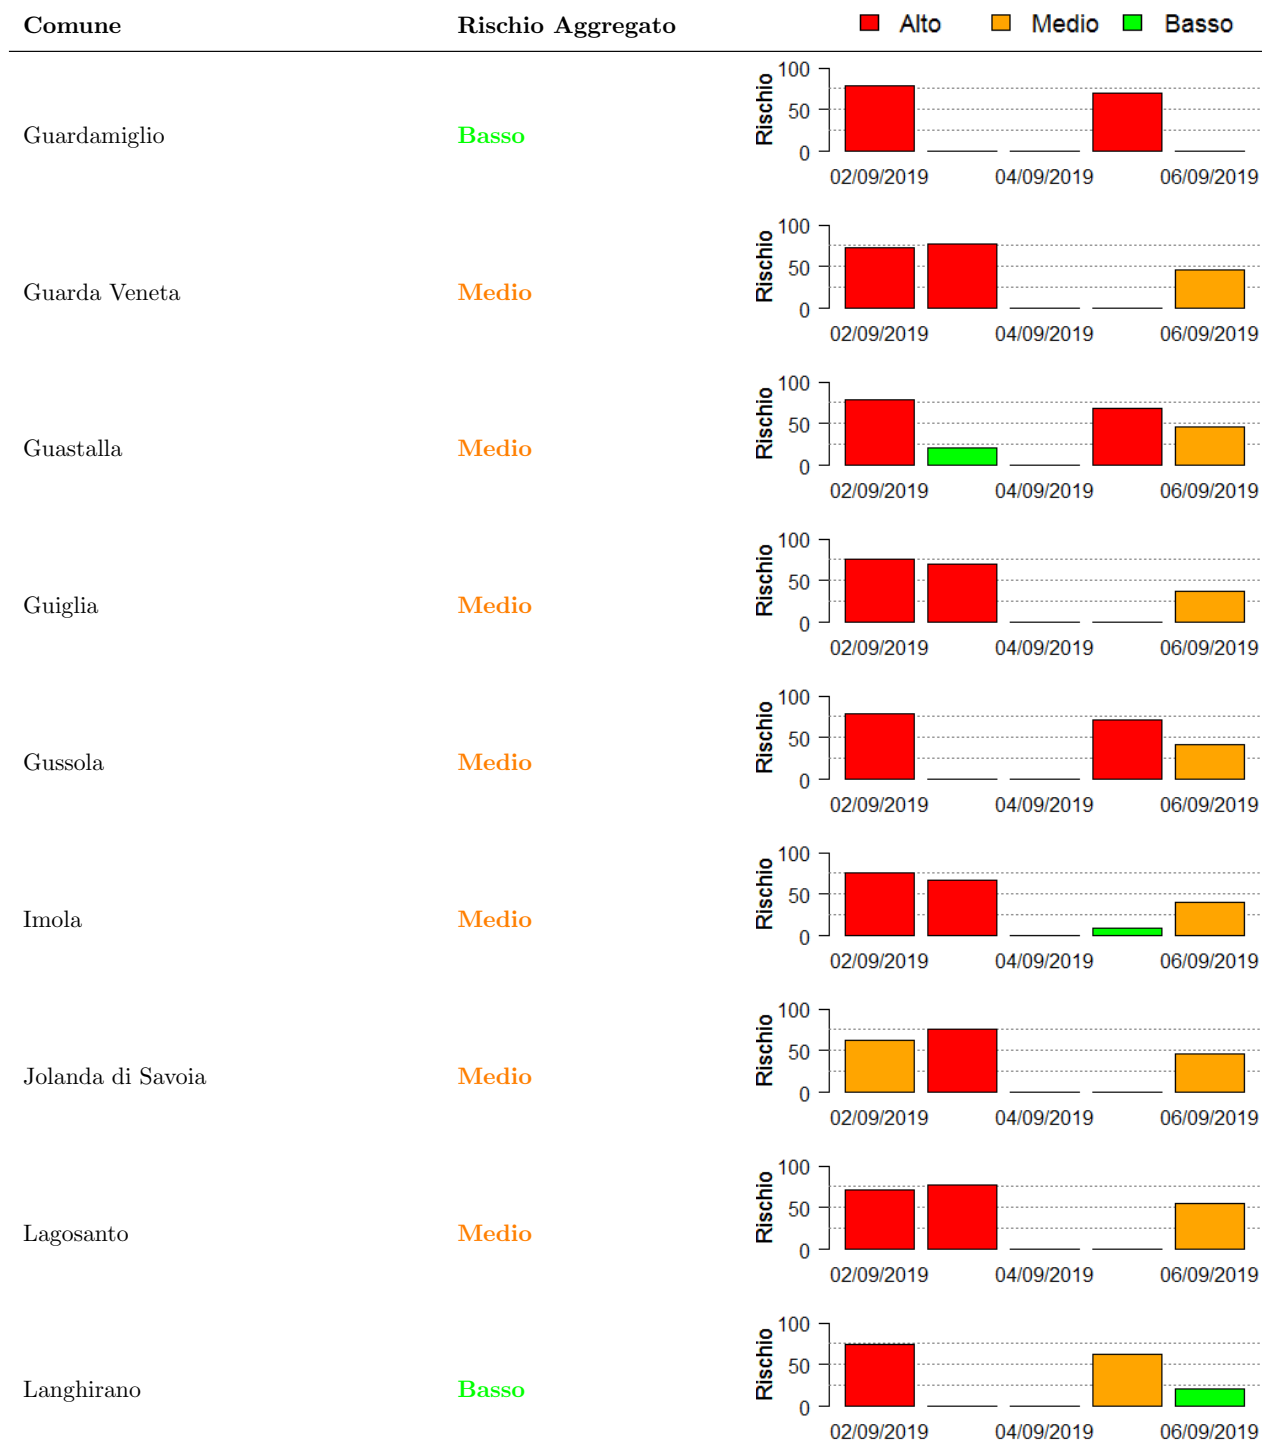 Comune Rischio Aggregato Alto Medio Basso
Guardamiglio Basso
Rischio
100
50
0
02/09/2019 04/09/2019 06/09/2019
Guarda Veneta Medio
Rischio
100
50
0
02/09/2019 04/09/2019 06/09/2019
Guastalla Medio
Rischio
100
50
0
02/09/2019 04/09/2019 06/09/2019
Guiglia Medio
Rischio
100
50
0
02/09/2019 04/09/2019 06/09/2019
Gussola Medio
Rischio
100
50
0
02/09/2019 04/09/2019 06/09/2019
Imola Medio
Rischio
100
50
0
02/09/2019 04/09/2019 06/09/2019
Jolanda di Savoia Medio
Rischio
100
50
0
02/09/2019 04/09/2019 06/09/2019
Lagosanto Medio
Rischio
100
50
0
02/09/2019 04/09/2019 06/09/2019
Langhirano Basso
Rischio
100
50
0
02/09/2019 04/09/2019 06/09/2019